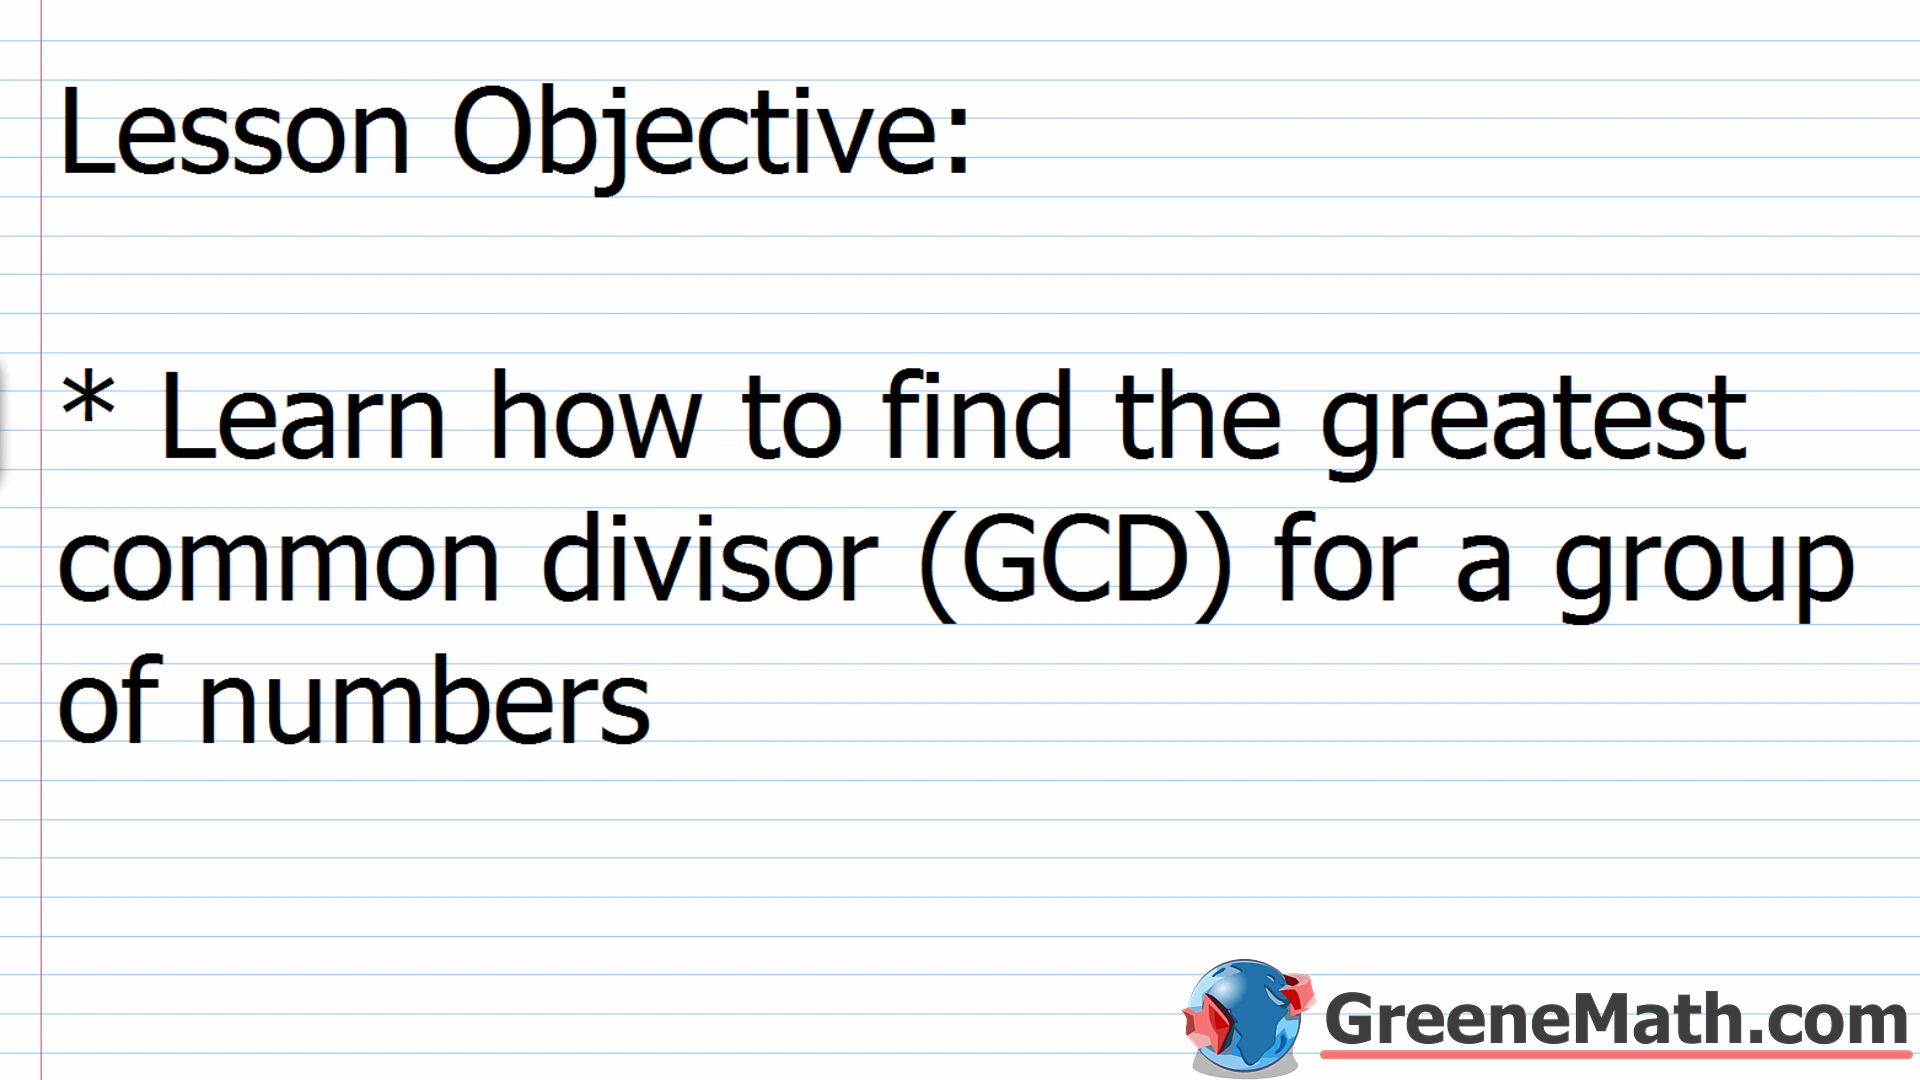 Lesson Objective:
* Learn how to find the greatest
common divisor (GCD) for a group
of numbers
GreeneMath.com